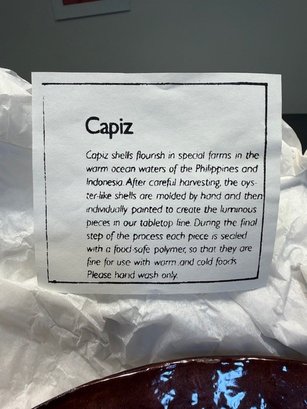 Capiz
Capiz shells flourish in special farms in the
warm ocean waters of the Philippines and
Indonesia. After careful harvesting, the oys-
ter-like shells are molded by hand and then
individually painted to create the luminous
pieces in our tabletop line. During the final
step of the process each piece is sealed
with a food-safe polymer, so that they are
fine for use with warm and cold foods.
Please hand wash only.